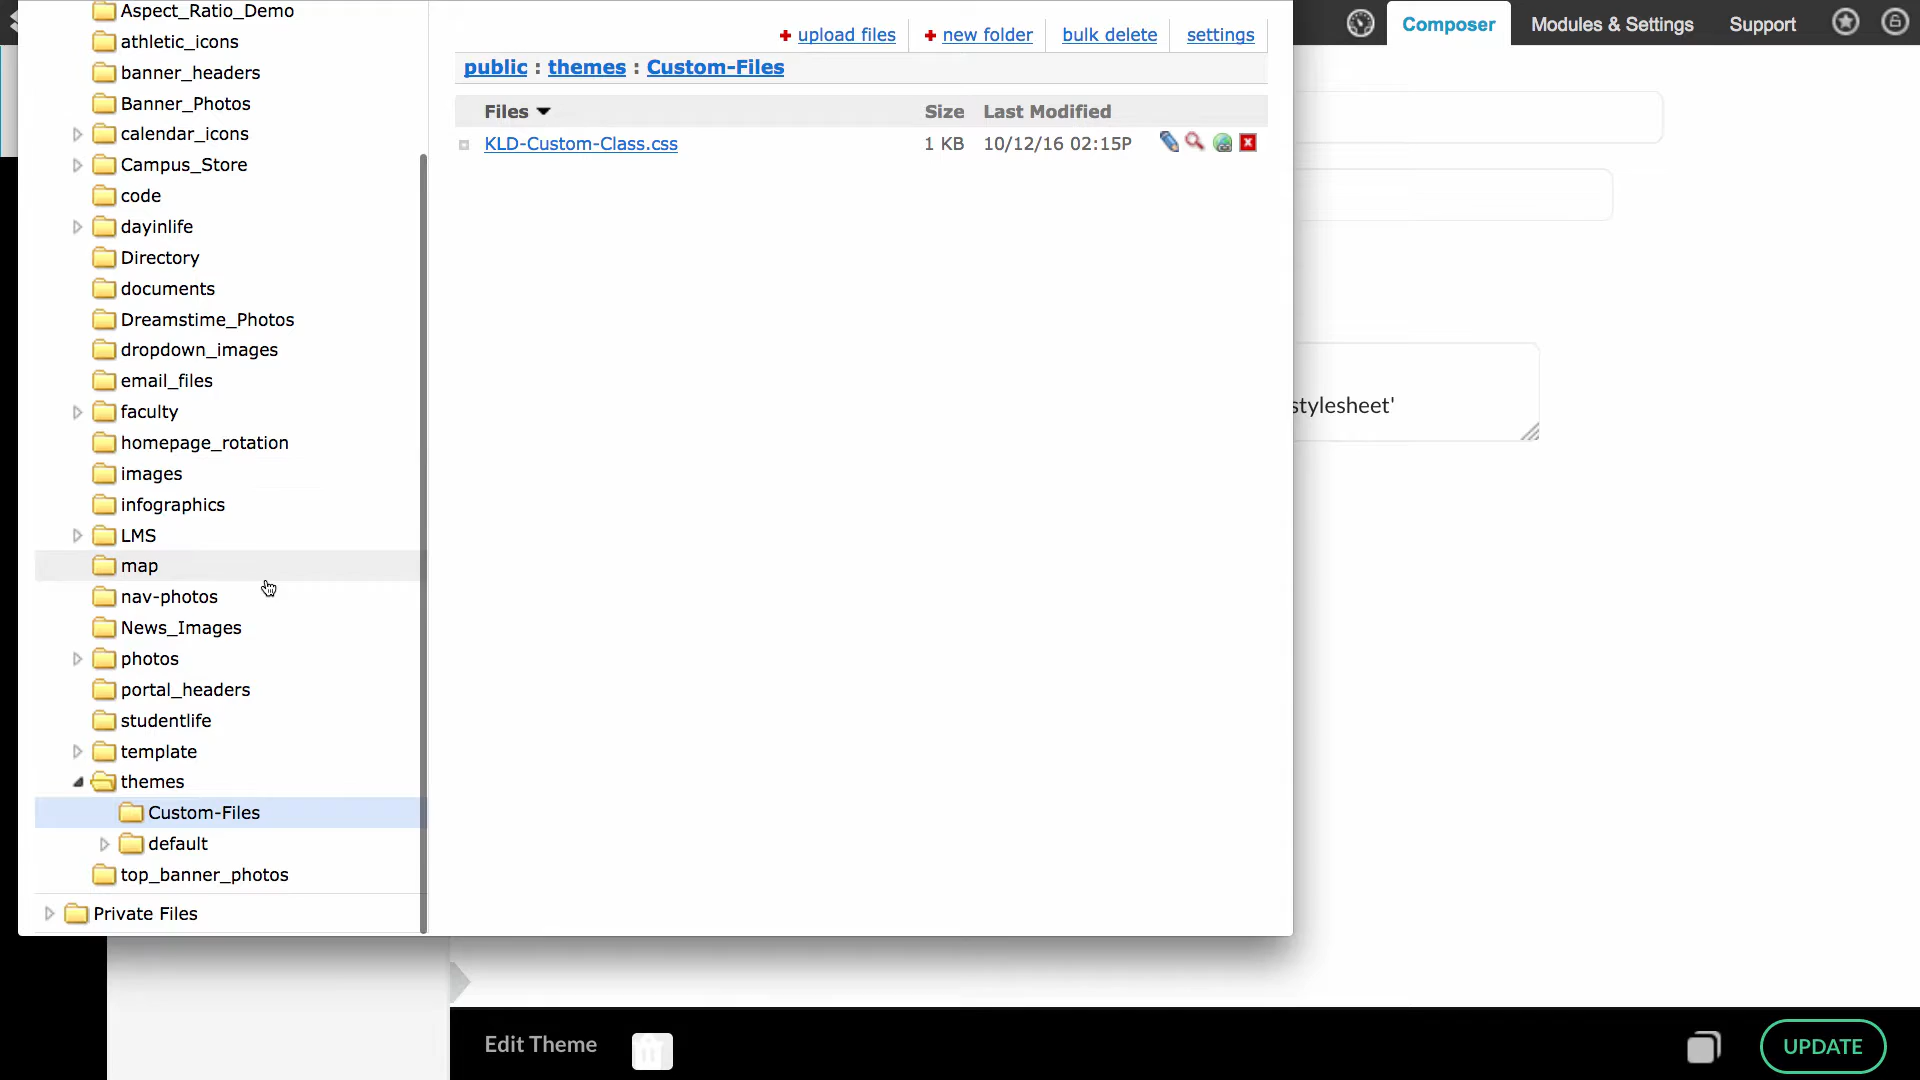 Aspect_Ratio_Demo
athletic_icons
banner_headers
Banner_Photos
calendar_icons
Campus_Store
code
dayinlife
Directory
documents
Dreamstime_Photos
dropdown_images
email_files
faculty
homepage_rotation
images
infographics
LMS
map
nav-photos
News_Images
photos
portal_headers
studentlife
template
themes
Custom-Files
default
top_banner_photos
Private Files
+ upload files + new folder bulk delete settings
public : themes : Custom-Files
Files Size Last Modified
KLD-Custom-Class.css 1 KB 10/12/16 02:15P
Composer Modules & Settings Support
stylesheet'
Edit Theme
UPDATE